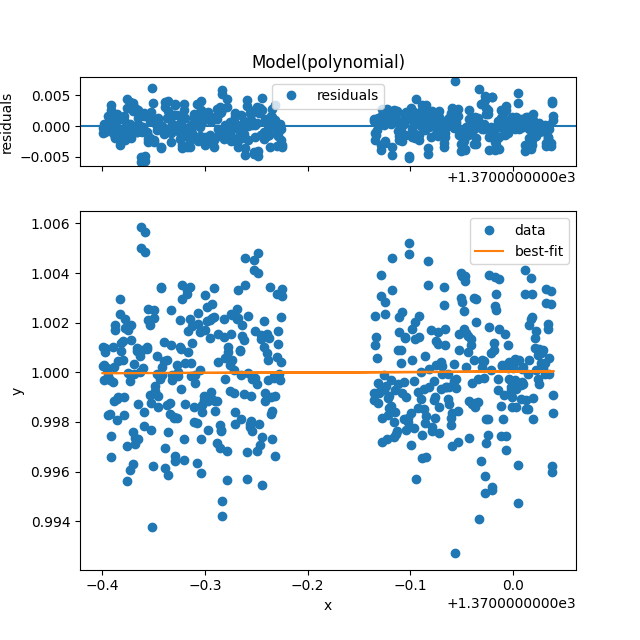 Model(polynomial)
residuals
0.005
0.000
−0.005
residuals
+1.3700000000e3
data
best-fit
1.006
1.004
1.002
1.000
0.998
0.996
0.994
y
−0.4 −0.3 −0.2 −0.1 0.0
x
+1.3700000000e3